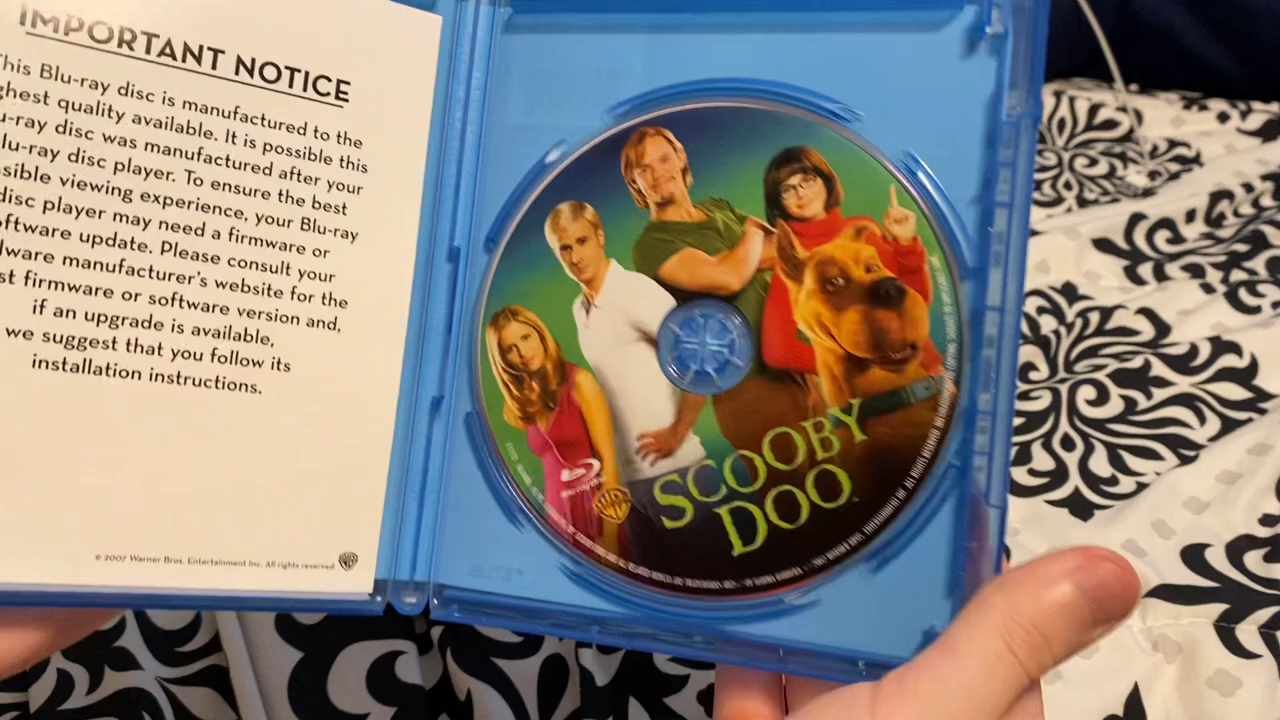 IMPORTANT NOTICE
This Blu-ray disc is manufactured to the
ghest quality available. It is possible this
u-ray disc was manufactured after your
lu-ray disc player. To ensure the best
ssible viewing experience, your Blu-ray
disc player may need a firmware or
oftware update. Please consult your
dware manufacturer's website for the
st firmware or software version and,
if an upgrade is available,
we suggest that you follow its
installation instructions.
© 2007 Warner Bros. Entertainment Inc. All rights reserved
SCOOBY
DOO